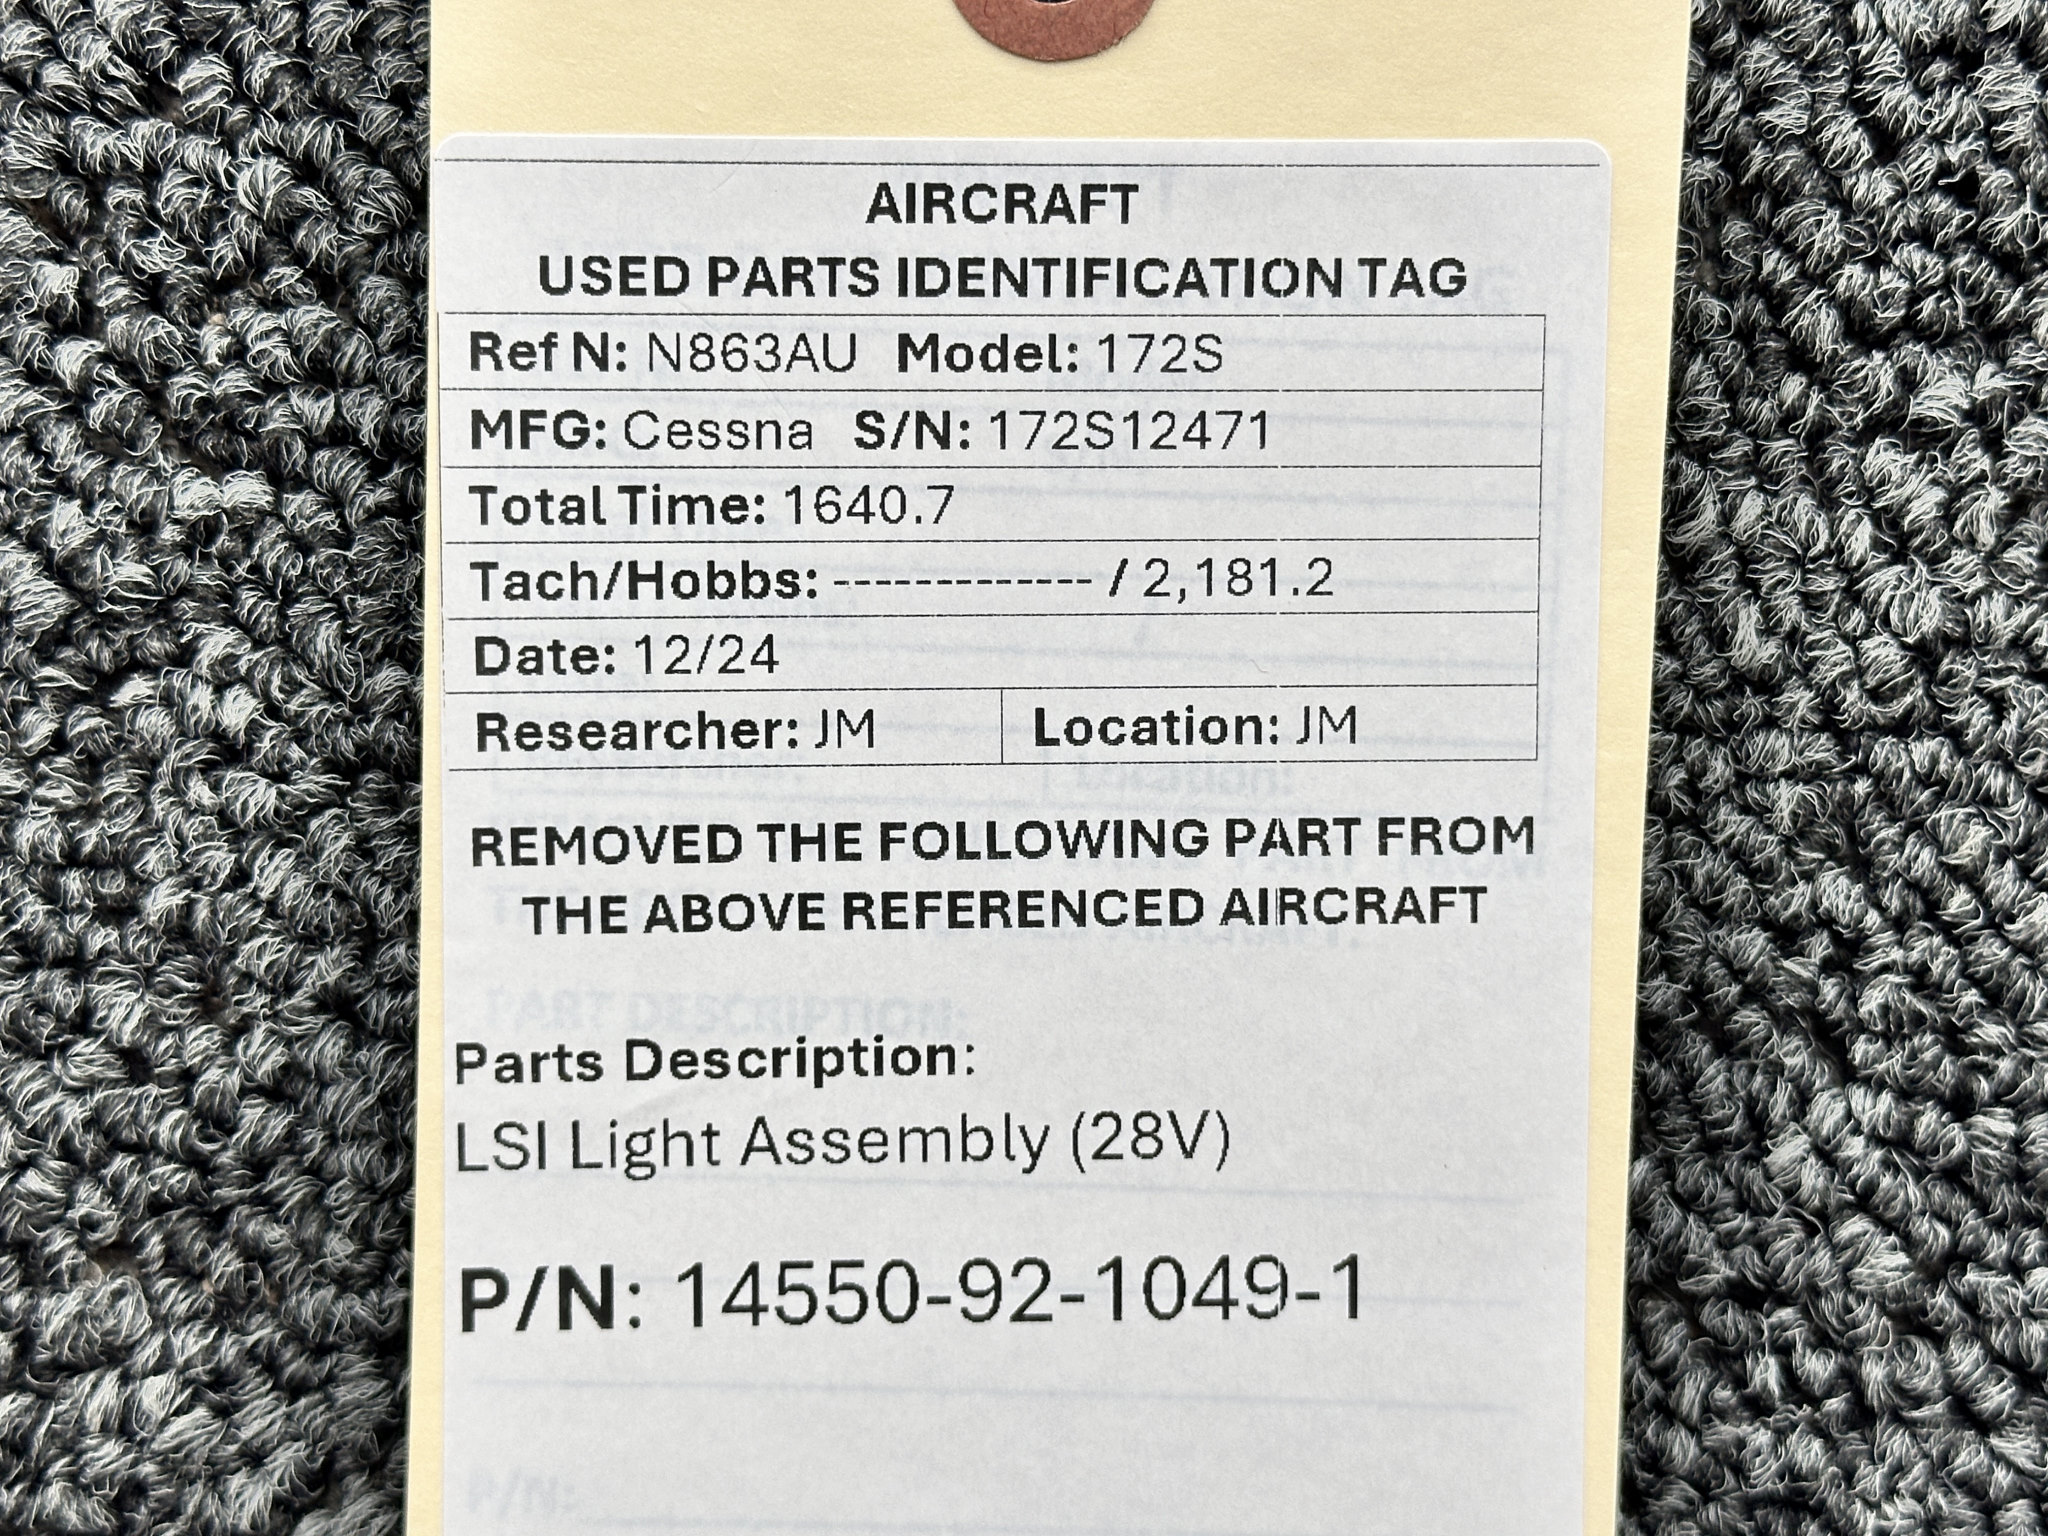 AIRCRAFT
USED PARTS IDENTIFICATION TAG
Ref N: N863AU Model: 172S
MFG: Cessna S/N: 172S12471
Total Time: 1640.7
Tach/Hobbs: ------------- / 2,181.2
Date: 12/24
Researcher: JM Location: JM
REMOVED THE FOLLOWING PART FROM
THE ABOVE REFERENCED AIRCRAFT
PART DESCRIPTION:
Parts Description:
LSI Light Assembly (28V)
P/N: 14550-92-1049-1
P/N: